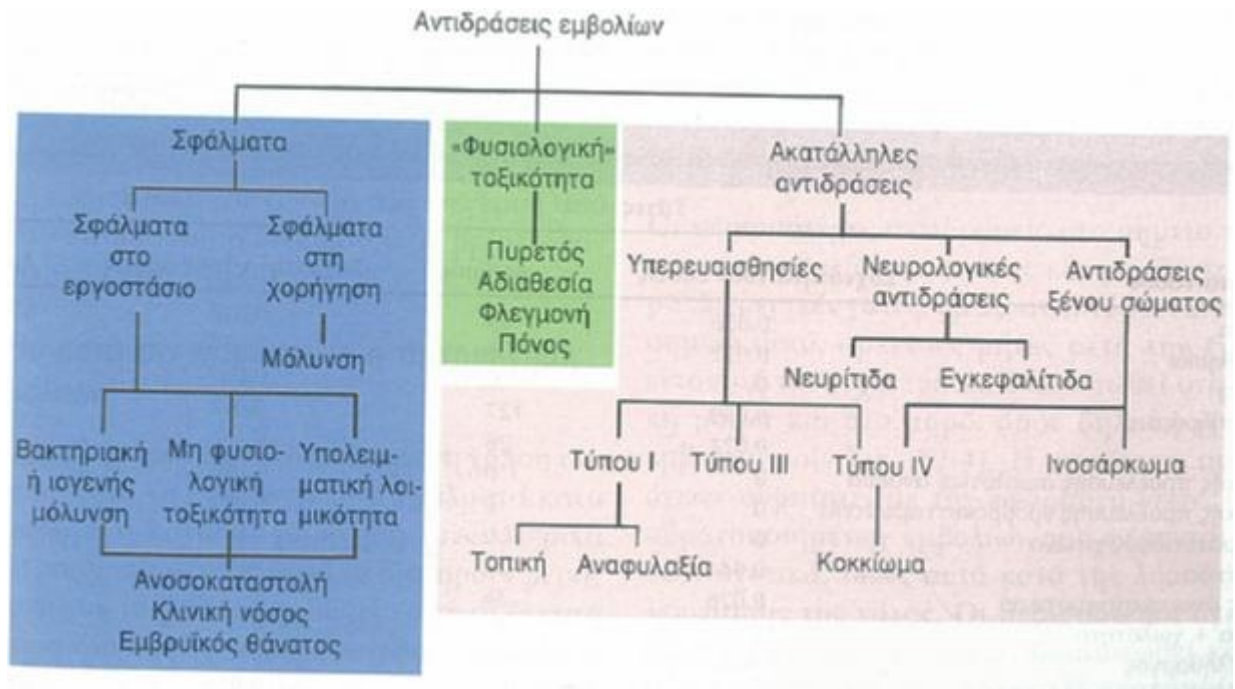 Αντιδράσεις εμβολίων
Σφάλματα
Σφάλματα
στο
εργοστάσιο
Σφάλματα
στη
χορήγηση
Μόλυνση
Βακτηριακή
ή ιογενής
μόλυνση
Μη φυσιο-
λογική
τοξικότητα
Υπολειμ-
ματική λοι-
μικότητα
Ανοσοκαταστολή
Κλινική νόσος
Εμβρυϊκός θάνατος
«Φυσιολογική»
τοξικότητα
Πυρετός
Αδιαθεσία
Φλεγμονή
Πόνος
Ακατάλληλες
αντιδράσεις
Υπερευαισθησίες
Νευρολογικές
αντιδράσεις
Αντιδράσεις
ξένου σώματος
Νευρίτιδα
Εγκεφαλίτιδα
Τύπου I
Τύπου III
Τύπου IV
Ινοσάρκωμα
Τοπική
Αναφυλαξία
Κοκκίωμα